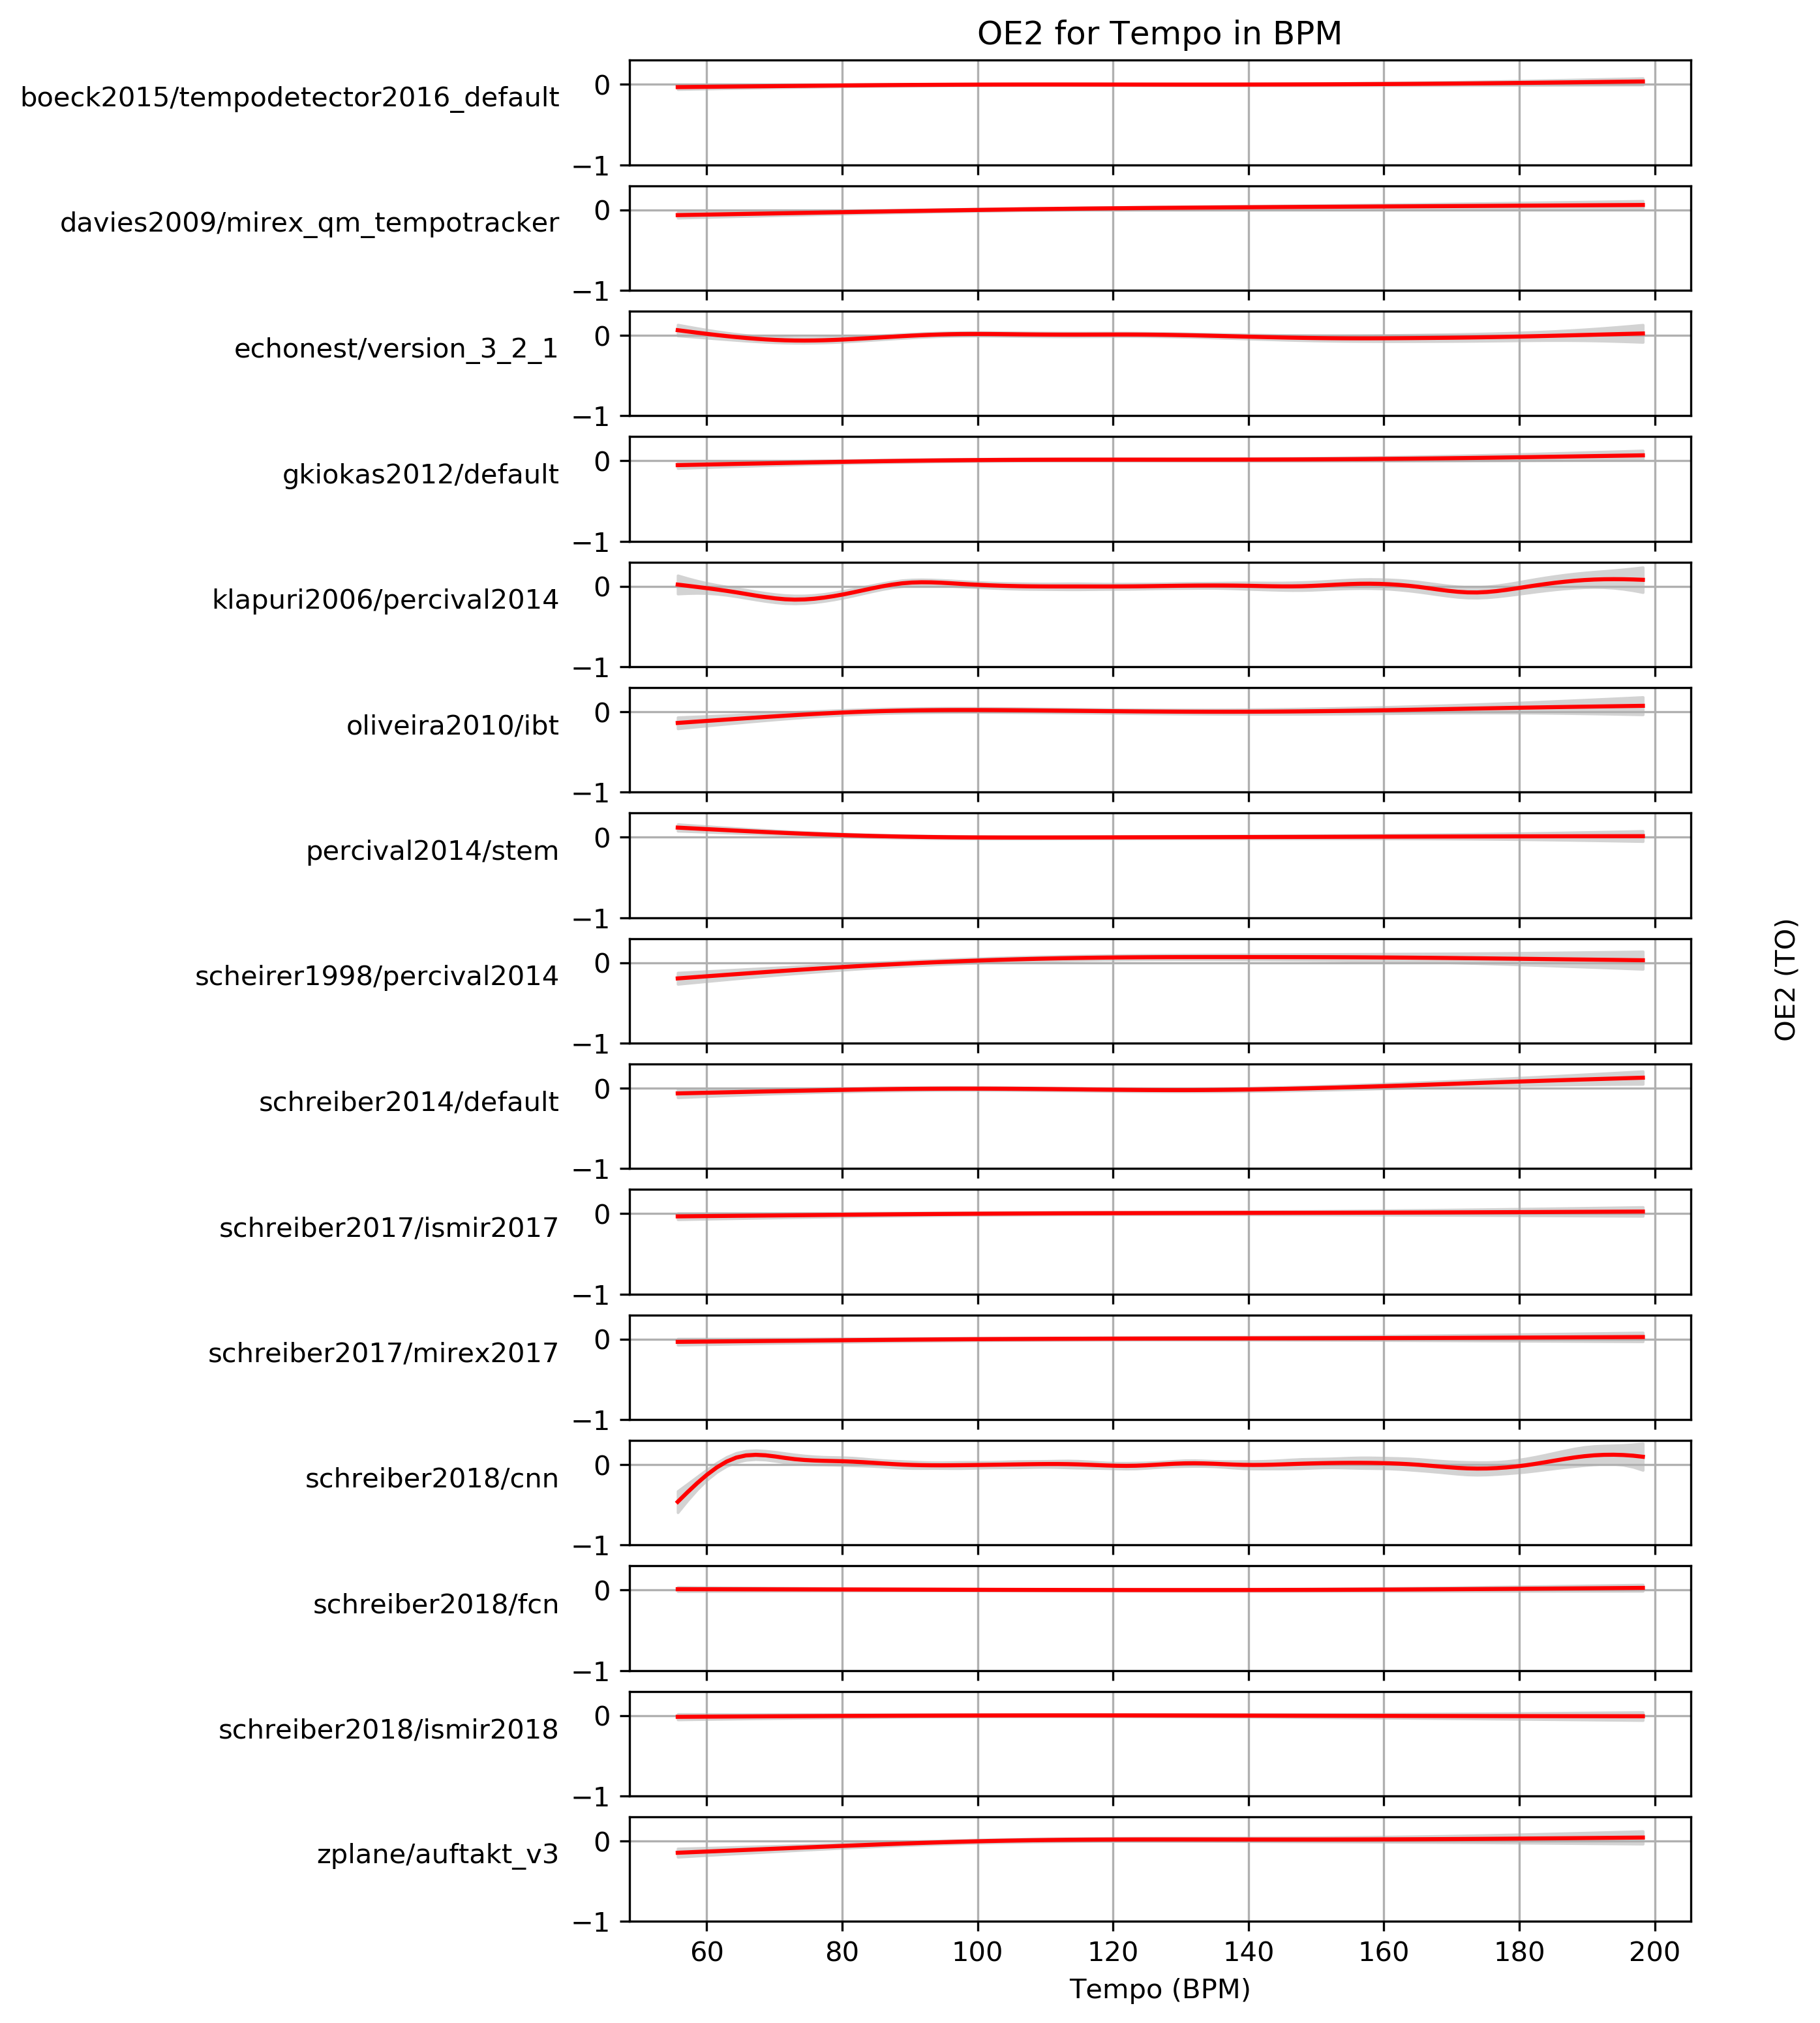 OE2 for Tempo in BPM
boeck2015/tempodetector2016_default
0
−1
davies2009/mirex_qm_tempotracker
0
−1
echonest/version_3_2_1
0
−1
gkiokas2012/default
0
−1
klapuri2006/percival2014
0
−1
oliveira2010/ibt
0
−1
percival2014/stem
0
−1
scheirer1998/percival2014
0
−1
OE2 (TO)
schreiber2014/default
0
−1
schreiber2017/ismir2017
0
−1
schreiber2017/mirex2017
0
−1
schreiber2018/cnn
0
−1
schreiber2018/fcn
0
−1
schreiber2018/ismir2018
0
−1
zplane/auftakt_v3
0
−1
60 80 100 120 140 160 180 200
Tempo (BPM)